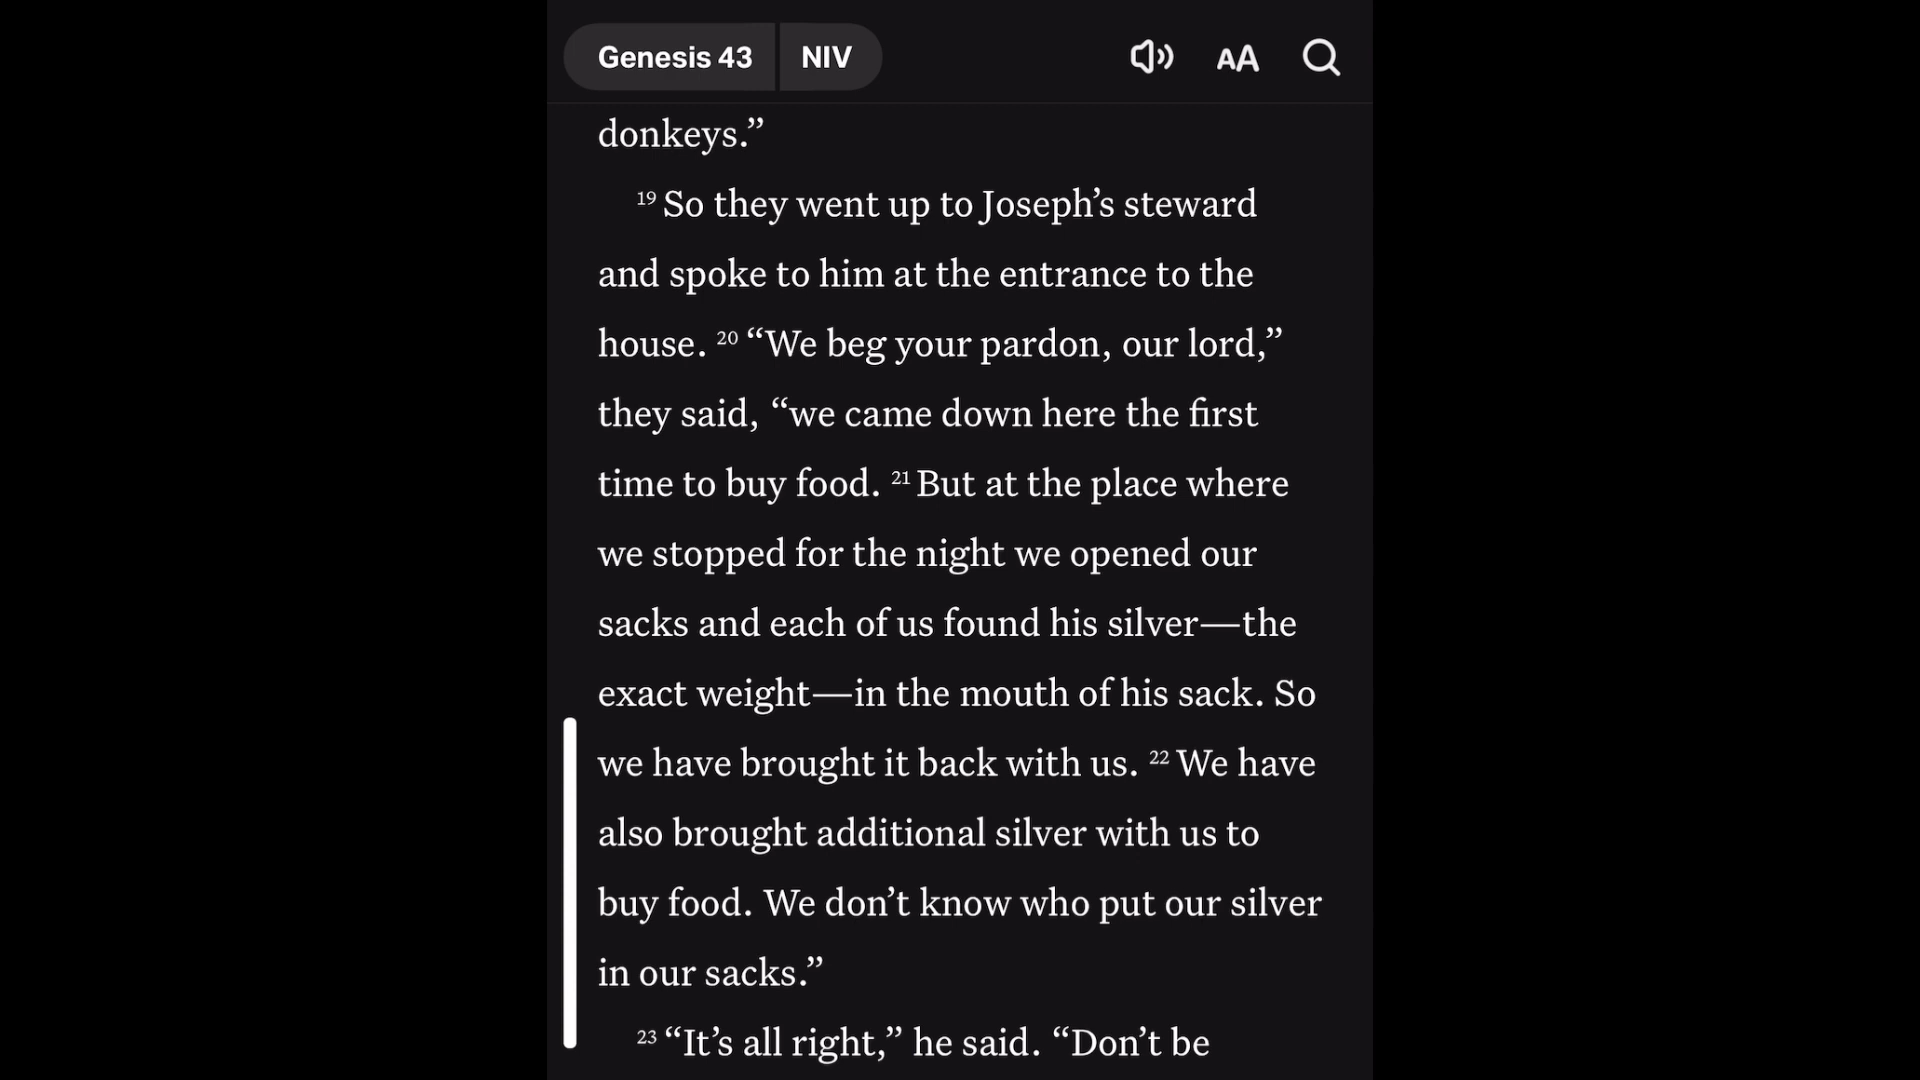 Genesis 43 NIV AA
donkeys.”
19 So they went up to Joseph’s steward
and spoke to him at the entrance to the
house. 20 “We beg your pardon, our lord,”
they said, “we came down here the first
time to buy food. 21 But at the place where
we stopped for the night we opened our
sacks and each of us found his silver—the
exact weight—in the mouth of his sack. So
we have brought it back with us. 22 We have
also brought additional silver with us to
buy food. We don’t know who put our silver
in our sacks.”
23 “It’s all right,” he said. “Don’t be